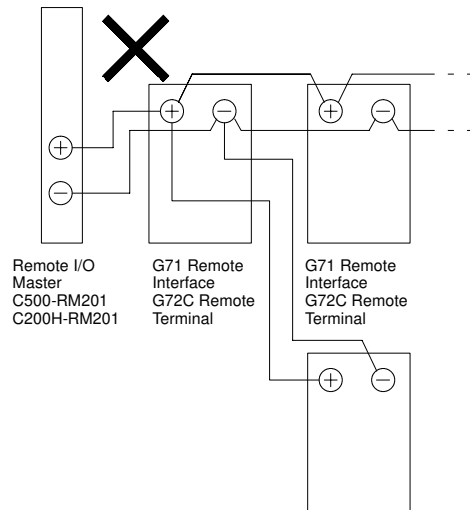 Remote I/O
Master
C500-RM201
C200H-RM201
G71 Remote
Interface
G72C Remote
Terminal
G71 Remote
Interface
G72C Remote
Terminal